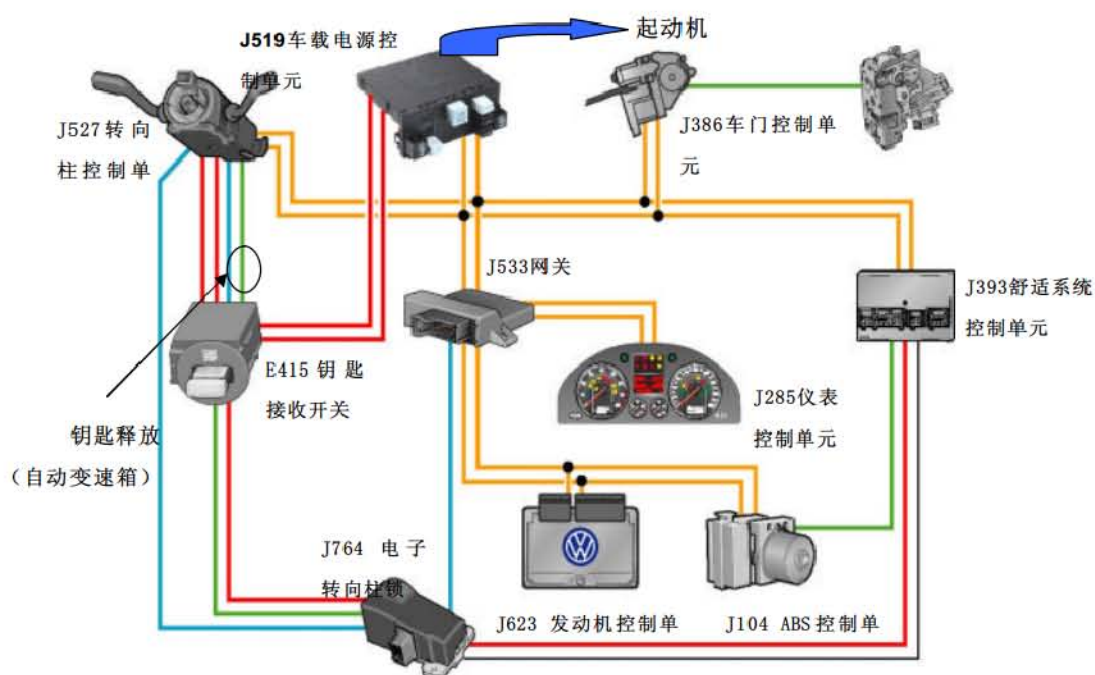 J519车载电源控
制单元
起动机
J527转向
柱控制单
J386车门控制单
元
J533网关
J393舒适系统
控制单元
E415 钥匙
接收开关
J285仪表
控制单元
钥匙释放
（自动变速箱）
J764 电子
转向柱锁
J623 发动机控制单
J104 ABS控制单